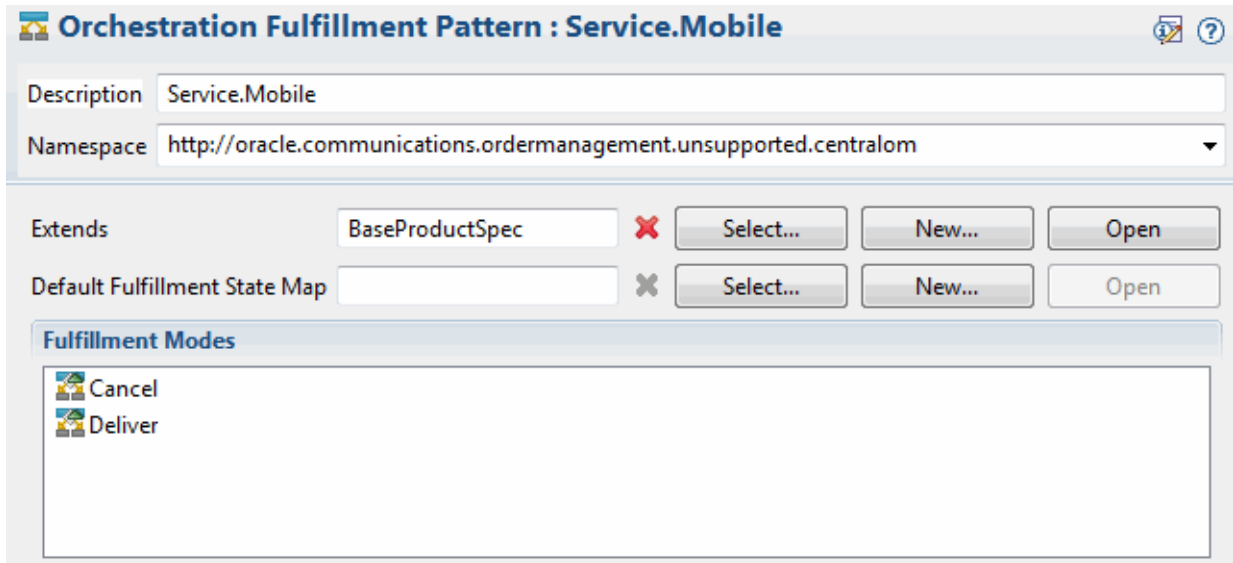 Orchestration Fulfillment Pattern : Service.Mobile
Description Service.Mobile
Namespace http://oracle.communications.ordermanagement.unsupported.centralom
Extends BaseProductSpec Select... New... Open
Default Fulfillment State Map Select... New... Open
Fulfillment Modes
Cancel
Deliver